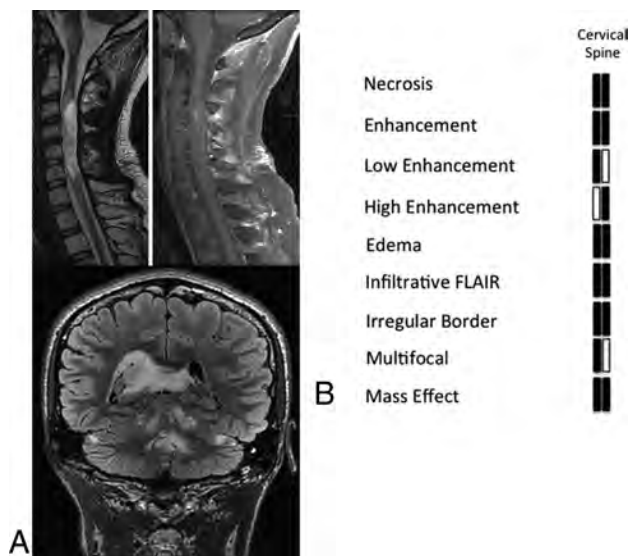 Cervical
Spine
Necrosis
Enhancement
Low Enhancement
High Enhancement
Edema
Infiltrative FLAIR
Irregular Border
Multifocal
Mass Effect
A
B